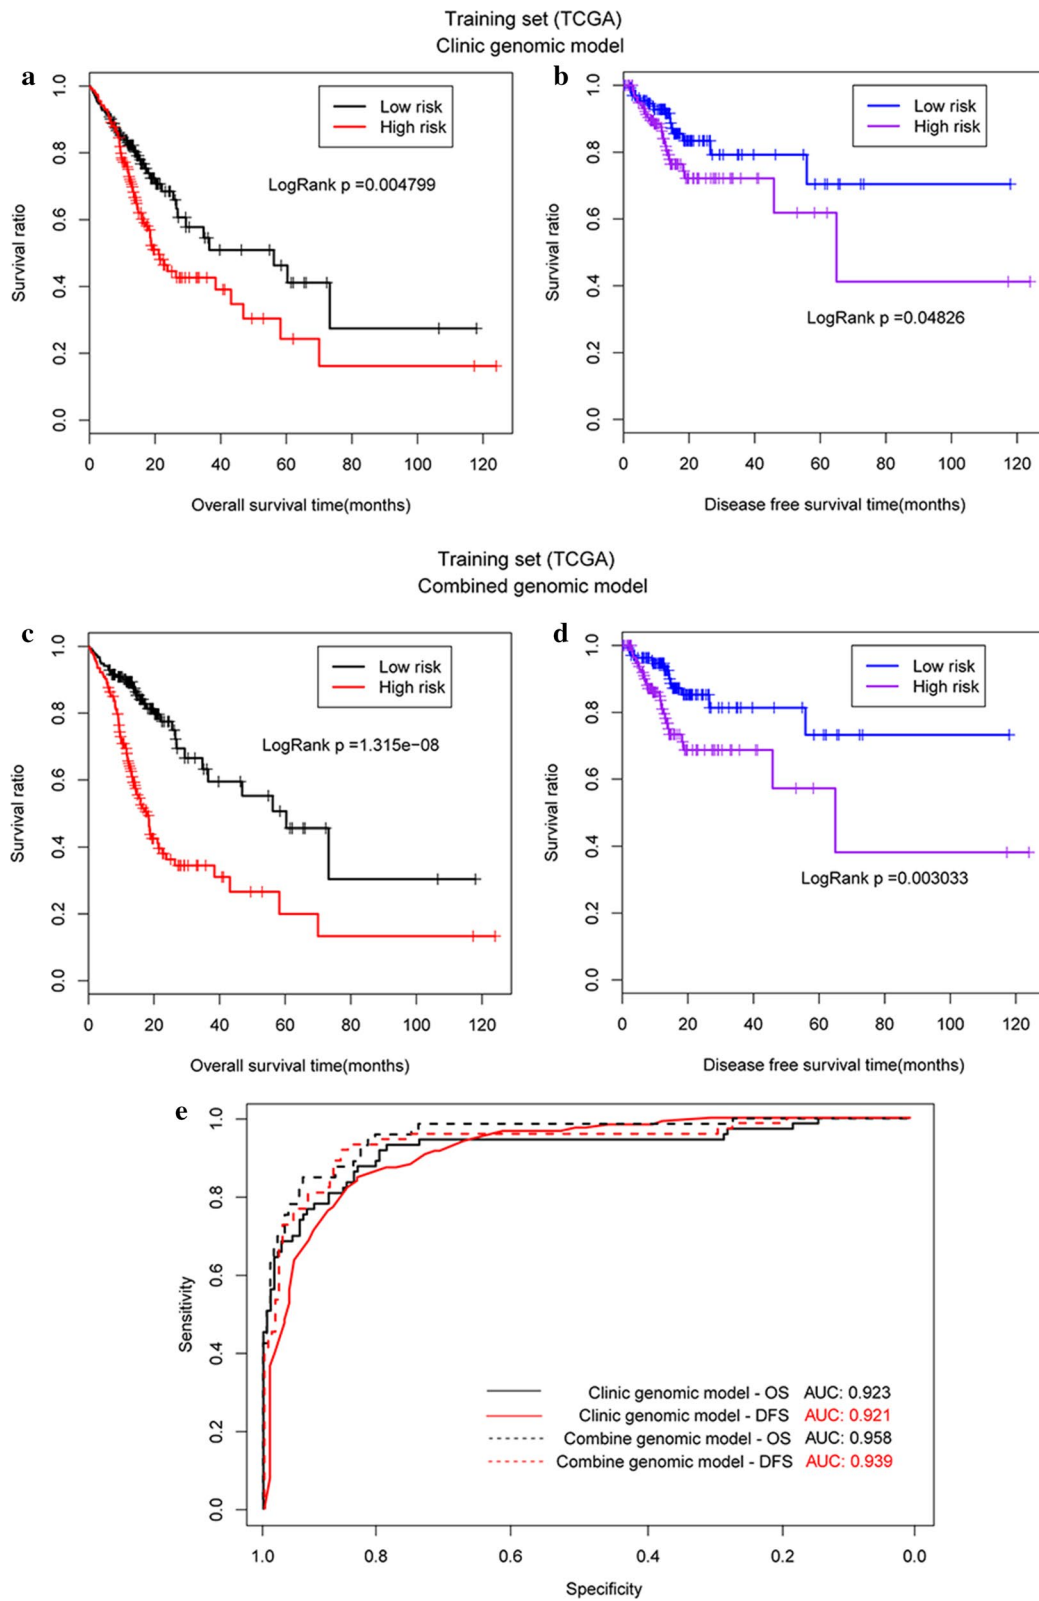 Training set (TCGA)
Clinic genomic model
a
1.0
0.8
0.6
0.4
0.2
0.0
Survival ratio
Low risk
High risk
LogRank p =0.004799
0 20 40 60 80 100 120
Overall survival time(months)
b
1.0
0.8
0.6
0.4
0.2
0.0
Survival ratio
Low risk
High risk
LogRank p =0.04826
0 20 40 60 80 100 120
Disease free survival time(months)
Training set (TCGA)
Combined genomic model
c
1.0
0.8
0.6
0.4
0.2
0.0
Survival ratio
Low risk
High risk
LogRank p =1.315e−08
0 20 40 60 80 100 120
Overall survival time(months)
d
1.0
0.8
0.6
0.4
0.2
0.0
Survival ratio
Low risk
High risk
LogRank p =0.003033
0 20 40 60 80 100 120
Disease free survival time(months)
e
1.0
0.8
0.6
0.4
0.2
0.0
Sensitivity
Clinic genomic model - OS AUC: 0.923
Clinic genomic model - DFS AUC: 0.921
Combine genomic model - OS AUC: 0.958
Combine genomic model - DFS AUC: 0.939
1.0 0.8 0.6 0.4 0.2 0.0
Specificity